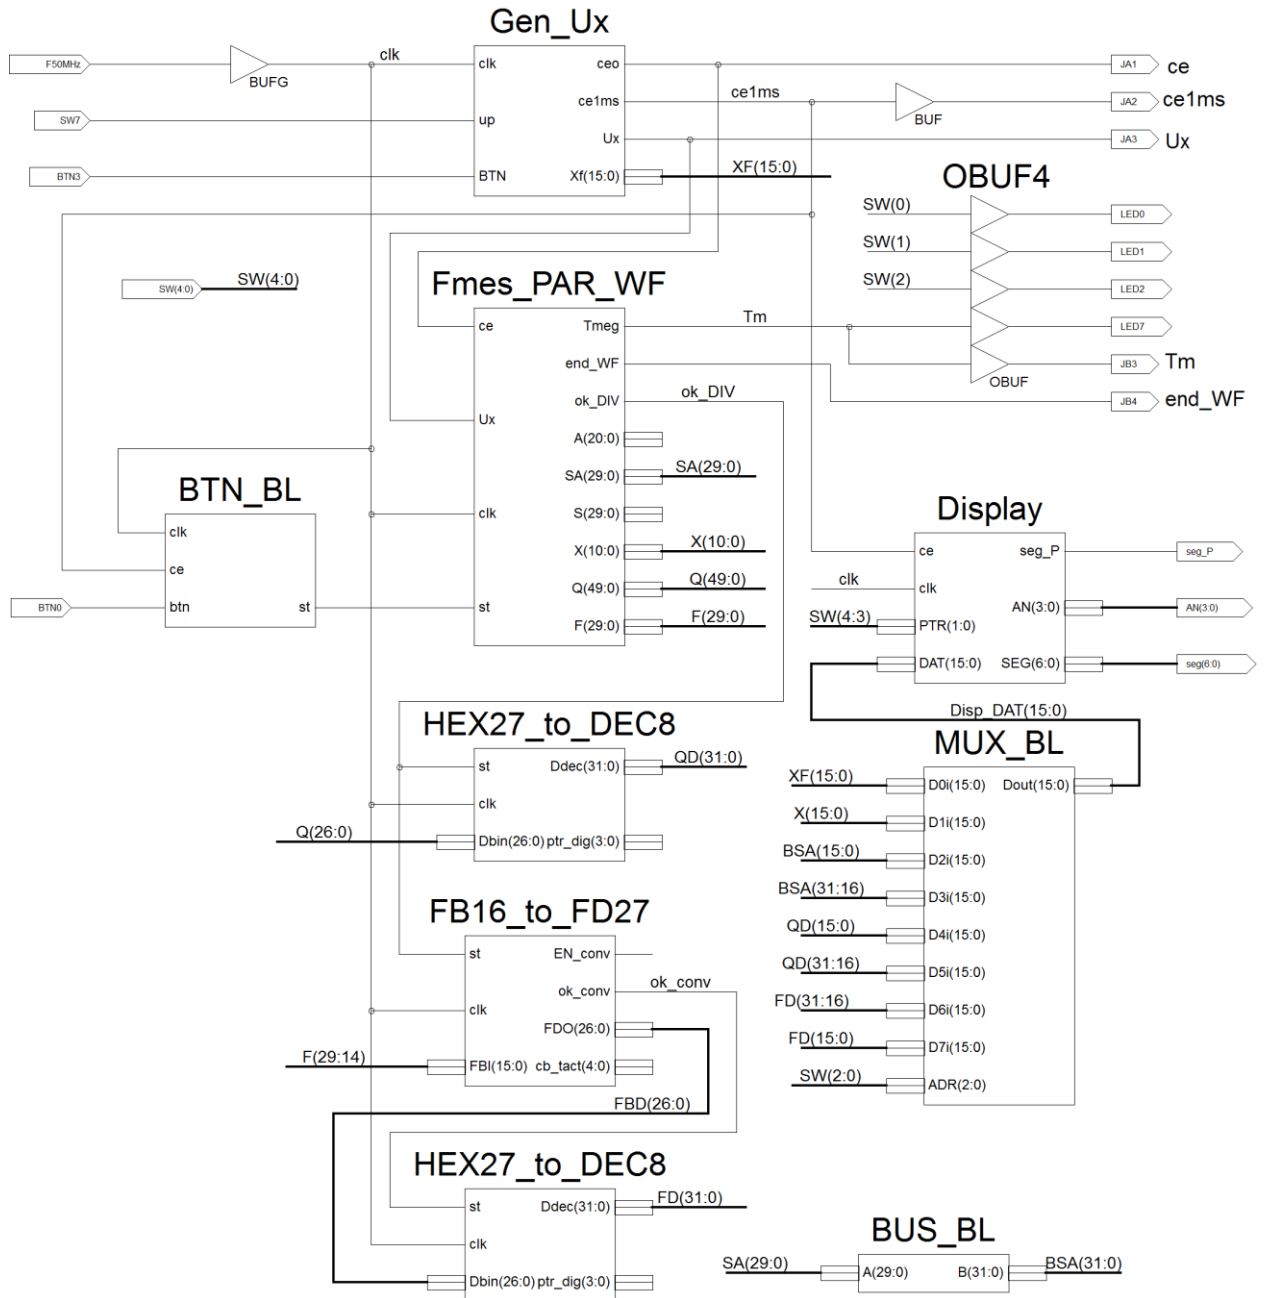 Gen_Ux
F50MHz
BUFG
clk
clk
ceo
JA1
ce
ce1ms
ce1ms
BUF
JA2
ce1ms
SW7
up
Ux
JA3
Ux
BTN3
BTN
Xf(15:0)
XF(15:0)
OBUF4
SW(0)
LED0
SW(1)
LED1
SW(2)
LED2
LED7
OBUF
JB3
Tm
JB4
end_WF
SW(4:0)
SW(4:0)
Fmes_PAR_WF
ce
Tmeg
Tm
end_WF
ok_DIV
ok_DIV
Ux
A(20:0)
SA(29:0)
SA(29:0)
clk
S(29:0)
X(10:0)
X(10:0)
Q(49:0)
Q(49:0)
st
F(29:0)
F(29:0)
BTN_BL
clk
ce
BTN0
btn
st
Display
ce
seg_P
seg_P
clk
clk
AN(3:0)
AN(3:0)
SW(4:3)
PTR(1:0)
DAT(15:0)
SEG(6:0)
seg(6:0)
Disp_DAT(15:0)
HEX27_to_DEC8
st
Ddec(31:0)
QD(31:0)
clk
Q(26:0)
Dbin(26:0)
ptr_dig(3:0)
MUX_BL
XF(15:0)
D0i(15:0)
Dout(15:0)
X(15:0)
D1i(15:0)
BSA(15:0)
D2i(15:0)
BSA(31:16)
D3i(15:0)
QD(15:0)
D4i(15:0)
QD(31:16)
D5i(15:0)
FD(31:16)
D6i(15:0)
FD(15:0)
D7i(15:0)
SW(2:0)
ADR(2:0)
FB16_to_FD27
st
EN_conv
ok_conv
ok_conv
clk
FDO(26:0)
F(29:14)
FBI(15:0)
cb_tact(4:0)
FBD(26:0)
HEX27_to_DEC8
st
Ddec(31:0)
FD(31:0)
clk
Dbin(26:0)
ptr_dig(3:0)
BUS_BL
SA(29:0)
A(29:0)
B(31:0)
BSA(31:0)